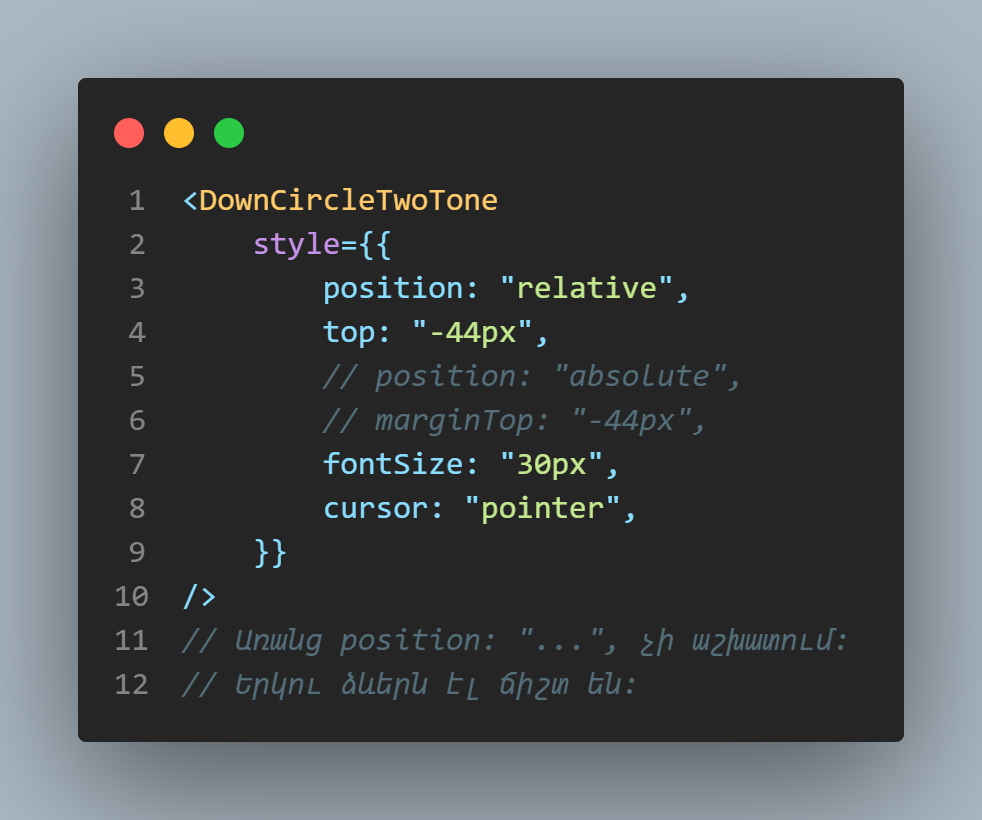 1 <DownCircleTwoTone
2 style={{
3 position: "relative",
4 top: "-44px",
5 // position: "absolute",
6 // marginTop: "-44px",
7 fontSize: "30px",
8 cursor: "pointer",
9 }}
10 />
11 // Առանց position: "...", չի աշխատում:
12 // Երկու ձևերն էլ ճիշտ են: